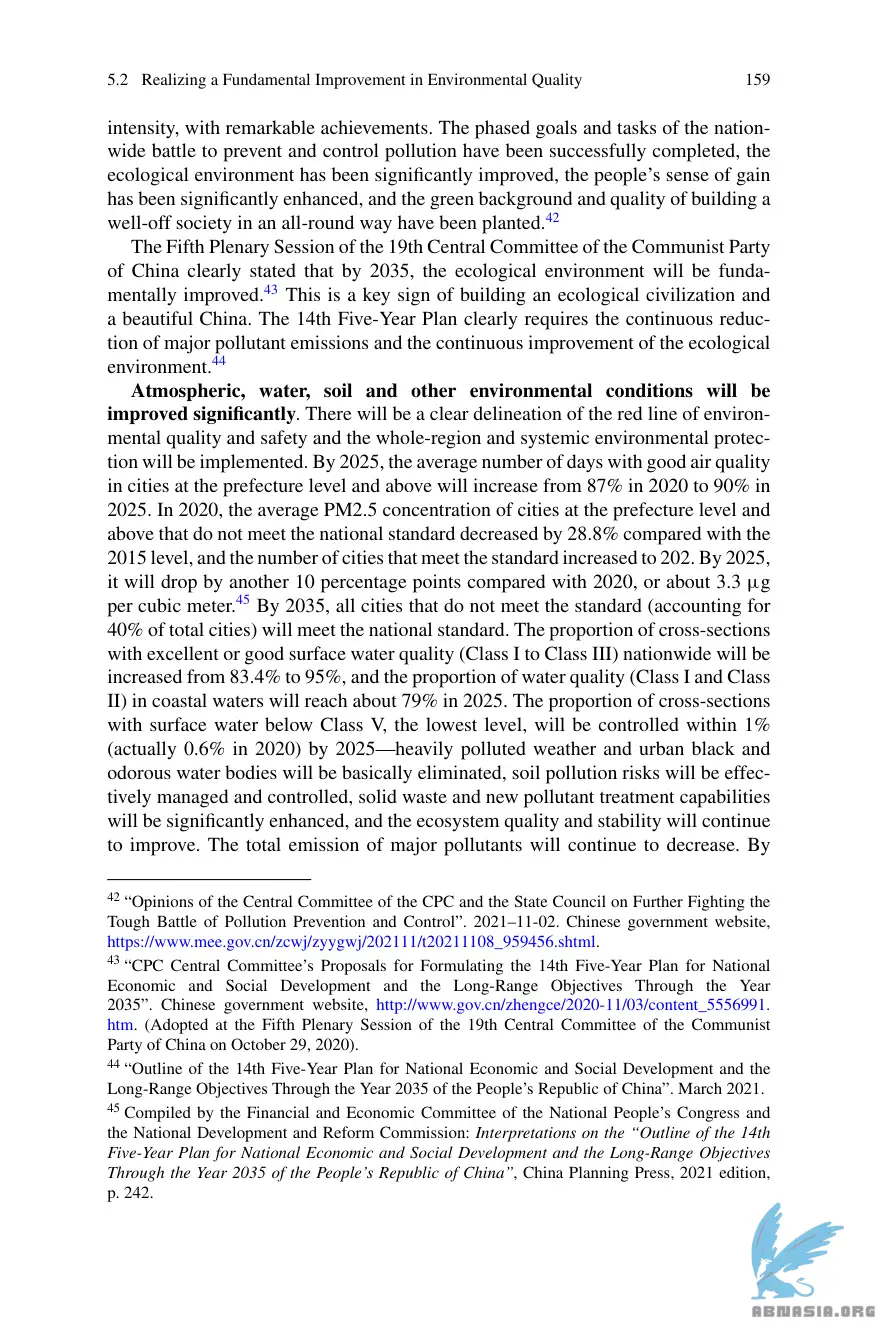 5.2 Realizing a Fundamental Improvement in Environmental Quality 159
intensity, with remarkable achievements. The phased goals and tasks of the nation-
wide battle to prevent and control pollution have been successfully completed, the
ecological environment has been significantly improved, the people's sense of gain
has been significantly enhanced, and the green background and quality of building a
well-off society in an all-round way have been planted.42
The Fifth Plenary Session of the 19th Central Committee of the Communist Party
of China clearly stated that by 2035, the ecological environment will be funda-
mentally improved.43 This is a key sign of building an ecological civilization and
a beautiful China. The 14th Five-Year Plan clearly requires the continuous reduc-
tion of major pollutant emissions and the continuous improvement of the ecological
environment.44
Atmospheric, water, soil and other environmental conditions will be
improved significantly. There will be a clear delineation of the red line of environ-
mental quality and safety and the whole-region and systemic environmental protec-
tion will be implemented. By 2025, the average number of days with good air quality
in cities at the prefecture level and above will increase from 87% in 2020 to 90% in
2025. In 2020, the average PM2.5 concentration of cities at the prefecture level and
above that do not meet the national standard decreased by 28.8% compared with the
2015 level, and the number of cities that meet the standard increased to 202. By 2025,
it will drop by another 10 percentage points compared with 2020, or about 3.3 μg
per cubic meter.45 By 2035, all cities that do not meet the standard (accounting for
40% of total cities) will meet the national standard. The proportion of cross-sections
with excellent or good surface water quality (Class I to Class III) nationwide will be
increased from 83.4% to 95%, and the proportion of water quality (Class I and Class
II) in coastal waters will reach about 79% in 2025. The proportion of cross-sections
with surface water below Class V, the lowest level, will be controlled within 1%
(actually 0.6% in 2020) by 2025—heavily polluted weather and urban black and
odorous water bodies will be basically eliminated, soil pollution risks will be effec-
tively managed and controlled, solid waste and new pollutant treatment capabilities
will be significantly enhanced, and the ecosystem quality and stability will continue
to improve. The total emission of major pollutants will continue to decrease. By
42 “Opinions of the Central Committee of the CPC and the State Council on Further Fighting the
Tough Battle of Pollution Prevention and Control”. 2021–11-02. Chinese government website,
https://www.mee.gov.cn/zcwj/zyygwj/202111/t20211108_959456.shtml.
43 “CPC Central Committee's Proposals for Formulating the 14th Five-Year Plan for National
Economic and Social Development and the Long-Range Objectives Through the Year
2035”. Chinese government website, http://www.gov.cn/zhengce/2020-11/03/content_5556991.
htm. (Adopted at the Fifth Plenary Session of the 19th Central Committee of the Communist
Party of China on October 29, 2020).
44 “Outline of the 14th Five-Year Plan for National Economic and Social Development and the
Long-Range Objectives Through the Year 2035 of the People's Republic of China”. March 2021.
45 Compiled by the Financial and Economic Committee of the National People's Congress and
the National Development and Reform Commission: Interpretations on the “Outline of the 14th
Five-Year Plan for National Economic and Social Development and the Long-Range Objectives
Through the Year 2035 of the People's Republic of China”, China Planning Press, 2021 edition,
p. 242.
ABNASIA.ORG